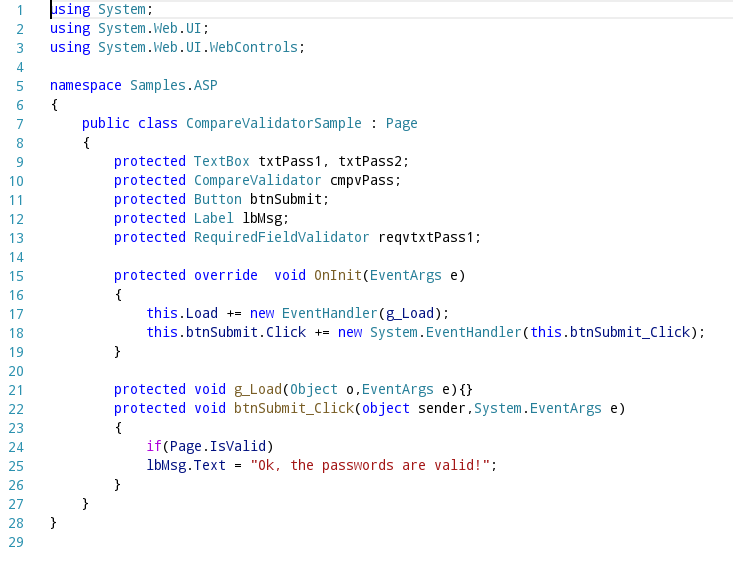 1 using System;
2 using System.Web.UI;
3 using System.Web.UI.WebControls;
4
5 namespace Samples.ASP
6 {
7     public class CompareValidatorSample : Page
8     {
9         protected TextBox txtPass1, txtPass2;
10         protected CompareValidator cmpvPass;
11         protected Button btnSubmit;
12         protected Label lbMsg;
13         protected RequiredFieldValidator reqvtxtPass1;
14
15         protected override  void OnInit(EventArgs e)
16         {
17             this.Load += new EventHandler(g_Load);
18             this.btnSubmit.Click += new System.EventHandler(this.btnSubmit_Click);
19         }
20
21         protected void g_Load(Object o,EventArgs e){}
22         protected void btnSubmit_Click(object sender,System.EventArgs e)
23         {
24             if(Page.IsValid)
25             lbMsg.Text = "Ok, the passwords are valid!";
26         }
27     }
28 }
29